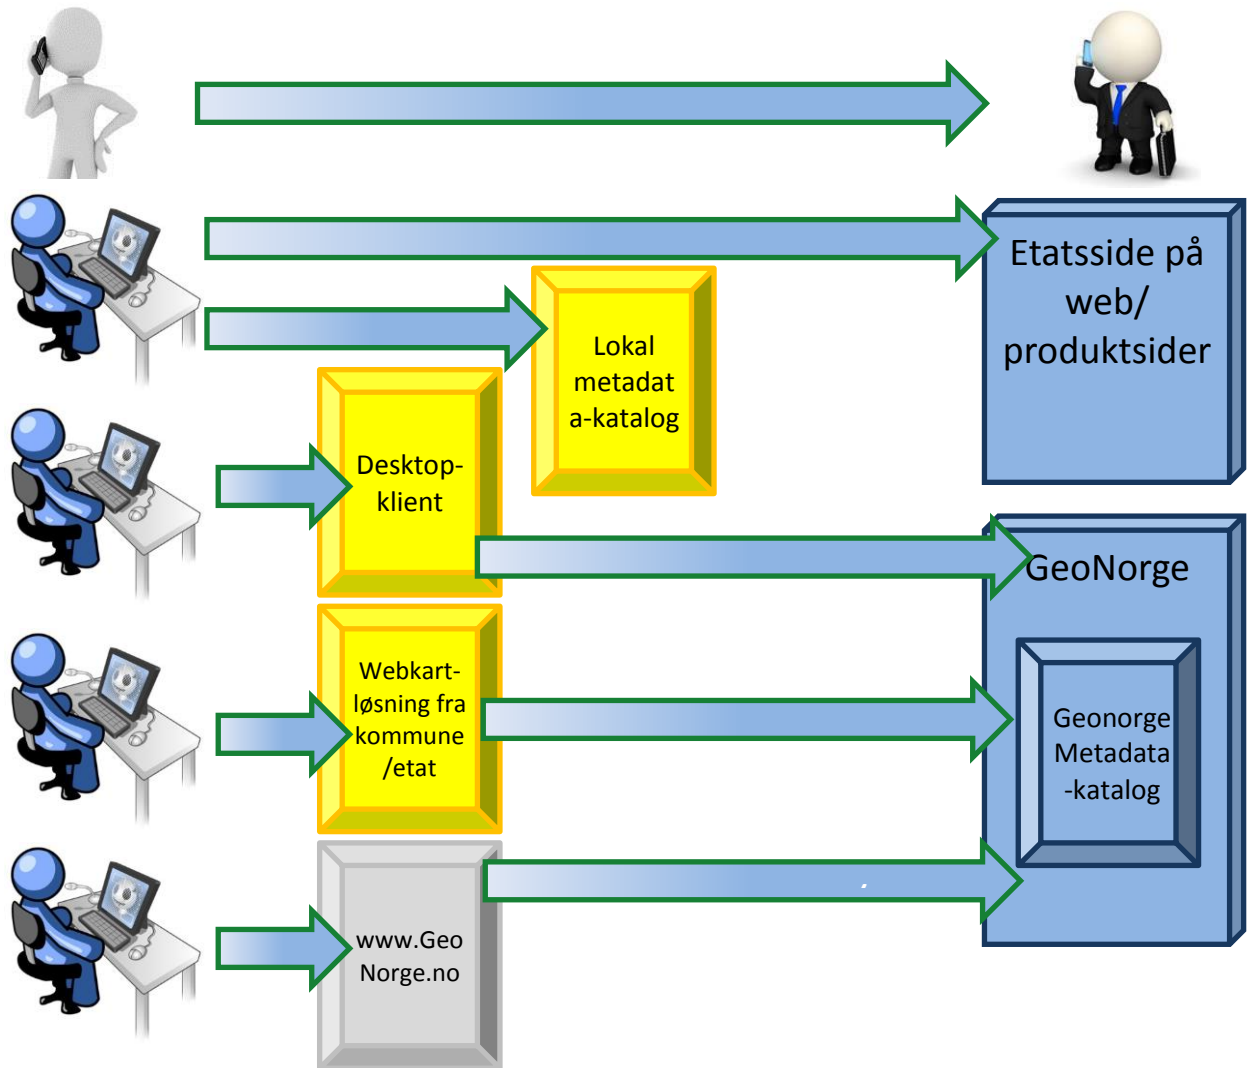 Etatsside på
web/
produktsider
Lokal
metadat
a-katalog
Desktop-
klient
GeoNorge
Webkart-
løsning fra
kommune
/etat
Geonorge
Metadata
-katalog
www.Geo
Norge.no
.